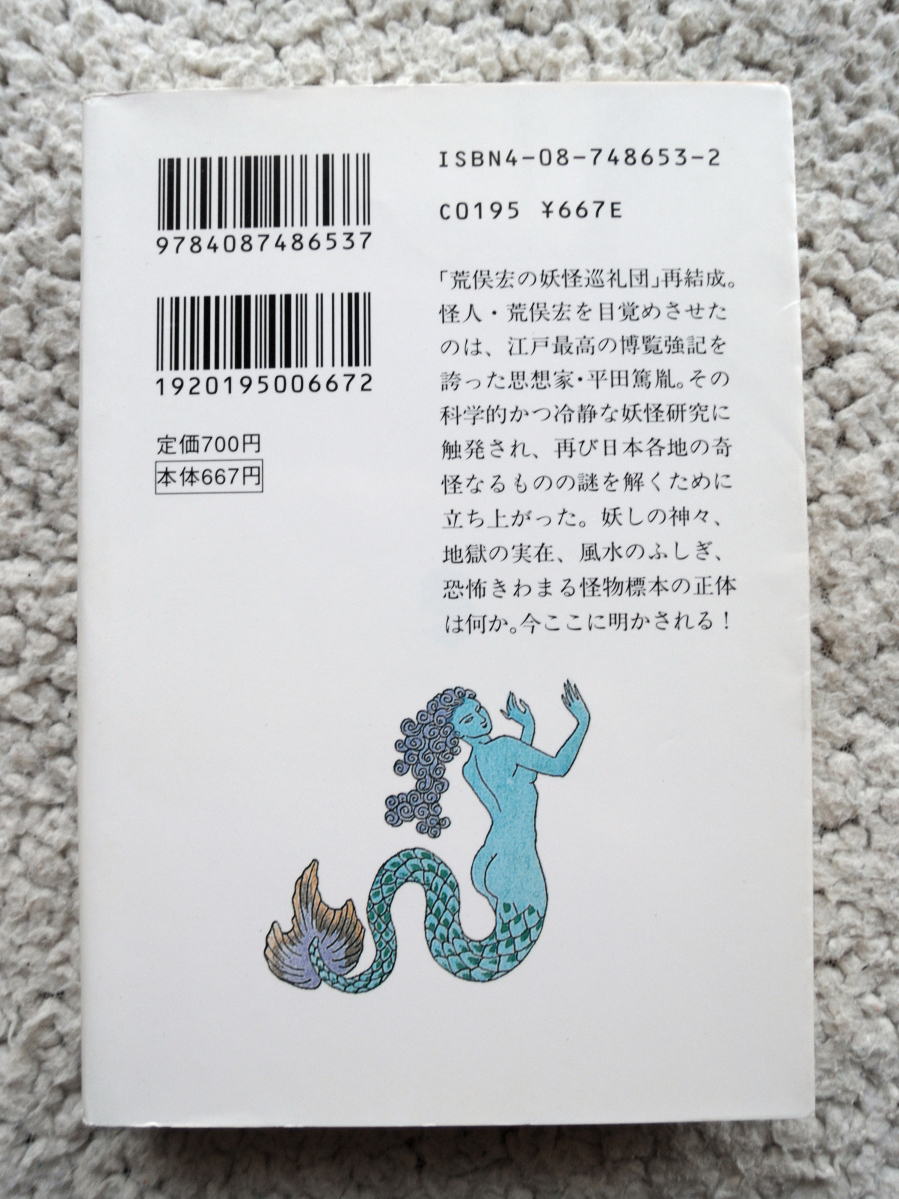 ISBN4-08-748653-2
9784087486537
C0195 ¥667E
1920195006672
定価700円
本体667円
「荒俣宏の妖怪巡礼団」再結成。
怪人・荒俣宏を目覚めさせた
のは、江戸最高の博覧強記を
誇った思想家・平田篤胤。その
科学的かつ冷静な妖怪研究に
触発され、再び日本各地の奇
怪なるものの謎を解くために
立ち上がった。妖しの神々、
地獄の実在、風水のふしぎ、
恐怖きわまる怪物標本の正体
は何か。今ここに明かされる！